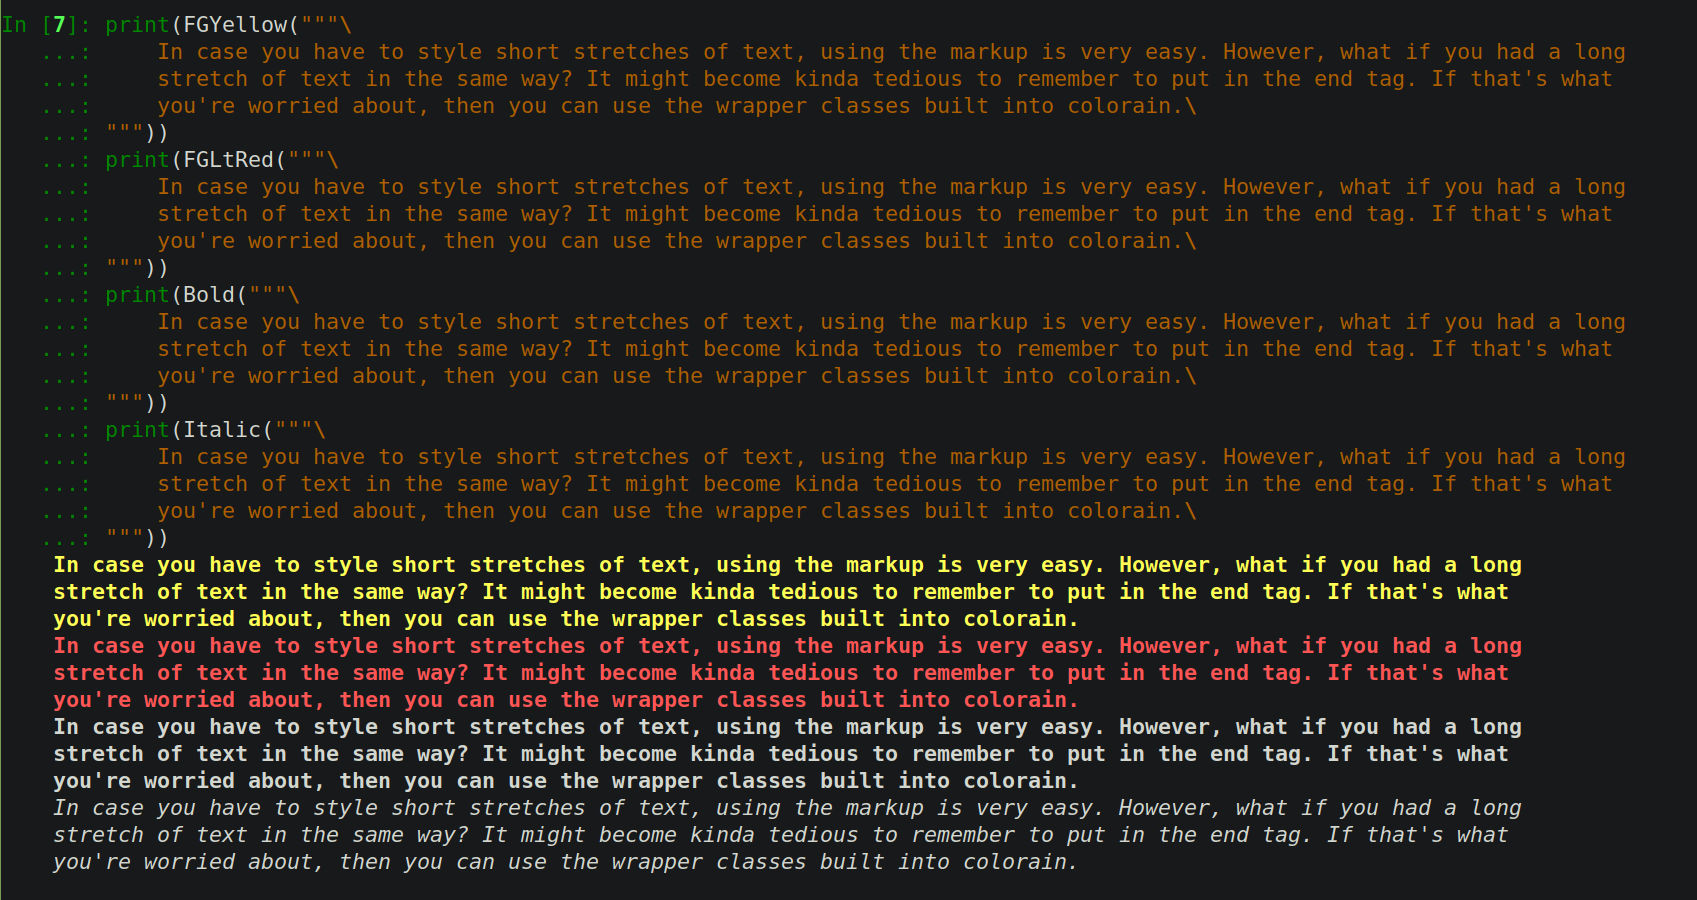 In [7]: print(FGYellow("""\
   ...:     In case you have to style short stretches of text, using the markup is very easy. However, what if you had a long
   ...:     stretch of text in the same way? It might become kinda tedious to remember to put in the end tag. If that's what
   ...:     you're worried about, then you can use the wrapper classes built into colorain.\
   ...: """))
   ...: print(FGLtRed("""\
   ...:     In case you have to style short stretches of text, using the markup is very easy. However, what if you had a long
   ...:     stretch of text in the same way? It might become kinda tedious to remember to put in the end tag. If that's what
   ...:     you're worried about, then you can use the wrapper classes built into colorain.\
   ...: """))
   ...: print(Bold("""\
   ...:     In case you have to style short stretches of text, using the markup is very easy. However, what if you had a long
   ...:     stretch of text in the same way? It might become kinda tedious to remember to put in the end tag. If that's what
   ...:     you're worried about, then you can use the wrapper classes built into colorain.\
   ...: """))
   ...: print(Italic("""\
   ...:     In case you have to style short stretches of text, using the markup is very easy. However, what if you had a long
   ...:     stretch of text in the same way? It might become kinda tedious to remember to put in the end tag. If that's what
   ...:     you're worried about, then you can use the wrapper classes built into colorain.\
   ...: """))
    In case you have to style short stretches of text, using the markup is very easy. However, what if you had a long
    stretch of text in the same way? It might become kinda tedious to remember to put in the end tag. If that's what
    you're worried about, then you can use the wrapper classes built into colorain.
    In case you have to style short stretches of text, using the markup is very easy. However, what if you had a long
    stretch of text in the same way? It might become kinda tedious to remember to put in the end tag. If that's what
    you're worried about, then you can use the wrapper classes built into colorain.
    In case you have to style short stretches of text, using the markup is very easy. However, what if you had a long
    stretch of text in the same way? It might become kinda tedious to remember to put in the end tag. If that's what
    you're worried about, then you can use the wrapper classes built into colorain.
    In case you have to style short stretches of text, using the markup is very easy. However, what if you had a long
    stretch of text in the same way? It might become kinda tedious to remember to put in the end tag. If that's what
    you're worried about, then you can use the wrapper classes built into colorain.